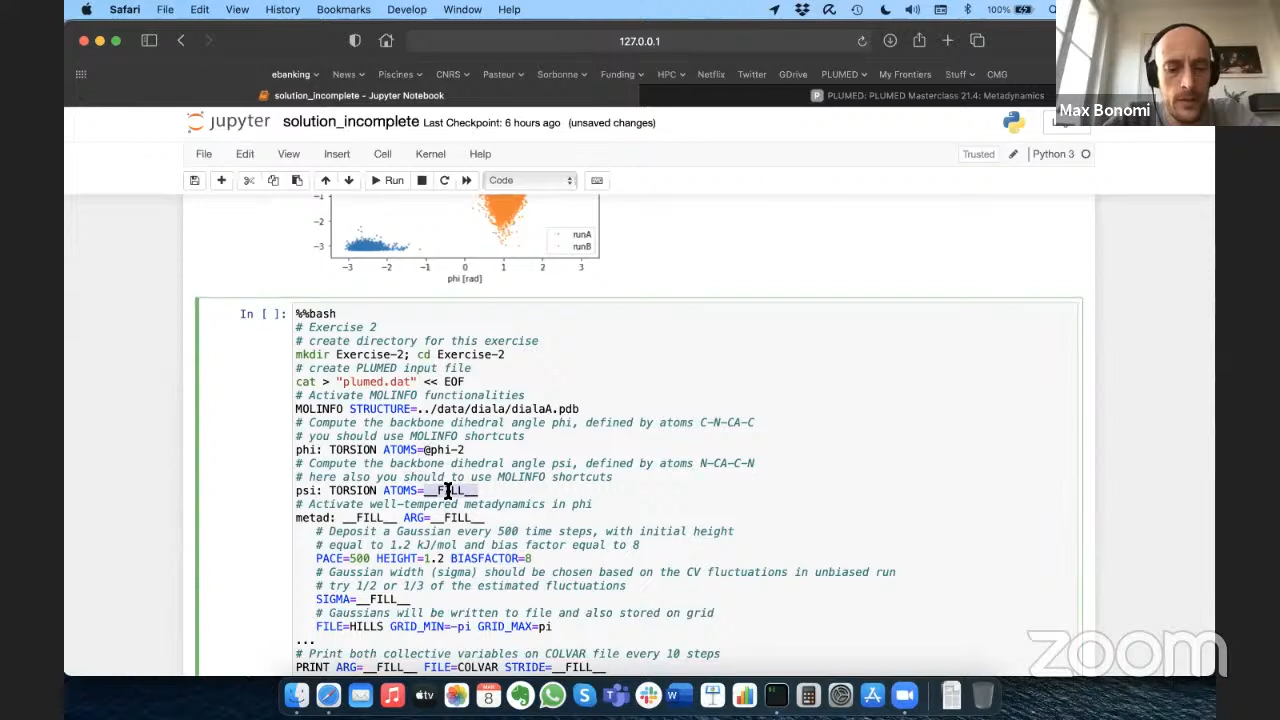 Safari File Edit View History Bookmarks Develop Window Help 100%
127.0.0.1
ebanking News Piscines CNRS Pasteur Sorbonne Funding HPC Netflix Twitter GDrive PLUMED My Frontiers Stuff CMG
solution_incomplete - Jupyter Notebook
P PLUMED: PLUMED Masterclass 21.4: Metadynamics
Max Bonomi
jupyter solution_incomplete Last Checkpoint: 6 hours ago (unsaved changes)
File Edit View Insert Cell Kernel Help
Trusted Python 3
Run Code
-1
-2
-3
runA
runB
-3 -2 -1 0 1 2 3
phi [rad]
In [ ]: %%bash
# Exercise 2
# create directory for this exercise
mkdir Exercise-2; cd Exercise-2
# create PLUMED input file
cat > "plumed.dat" << EOF
# Activate MOLINFO functionalities
MOLINFO STRUCTURE=../data/diala/dialaA.pdb
# Compute the backbone dihedral angle phi, defined by atoms C-N-CA-C
# you should use MOLINFO shortcuts
phi: TORSION ATOMS=@phi-2
# Compute the backbone dihedral angle psi, defined by atoms N-CA-C-N
# here also you should to use MOLINFO shortcuts
psi: TORSION ATOMS=__FILL__
# Activate well-tempered metadynamics in phi
metad: __FILL__ ARG=__FILL__
# Deposit a Gaussian every 500 time steps, with initial height
# equal to 1.2 kJ/mol and bias factor equal to 8
PACE=500 HEIGHT=1.2 BIASFACTOR=8
# Gaussian width (sigma) should be chosen based on the CV fluctuations in unbiased run
# try 1/2 or 1/3 of the estimated fluctuations
SIGMA=__FILL__
# Gaussians will be written to file and also stored on grid
FILE=HILLS GRID_MIN=-pi GRID_MAX=pi
...
# Print both collective variables on COLVAR file every 10 steps
PRINT ARG=__FILL__ FILE=COLVAR STRIDE=__FILL__
zoom
MAR
8
tv